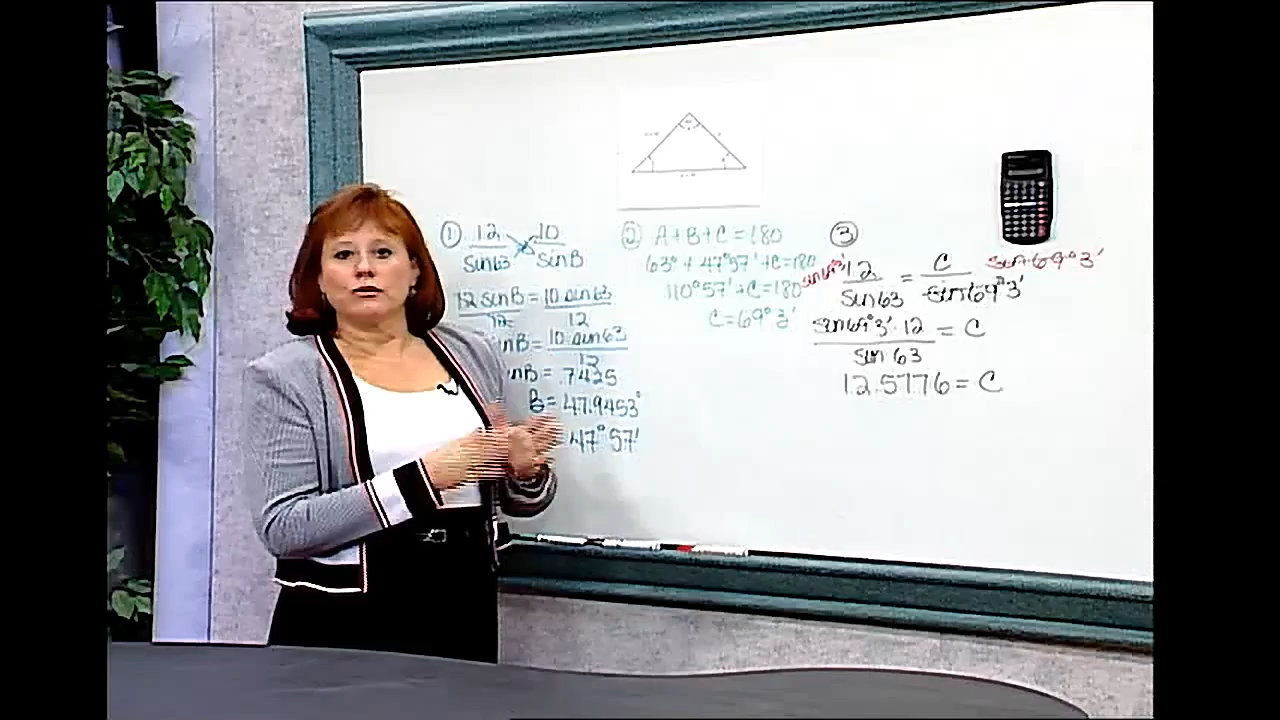 ① 12 10
sin63 sinB
12 sinB = 10 sin63
12 12
sinB = 10 sin63
12
sinB = .7425
B = 47.9453°
= 47°57'
② A+B+C=180
63° + 47°57' + C = 180
110°57' + C = 180
C = 69°3'
③
sin69°3' 12 = C sin69°3'
sin63 sin69°3'
sin69°3' · 12 = C
sin 63
12.5776 = C